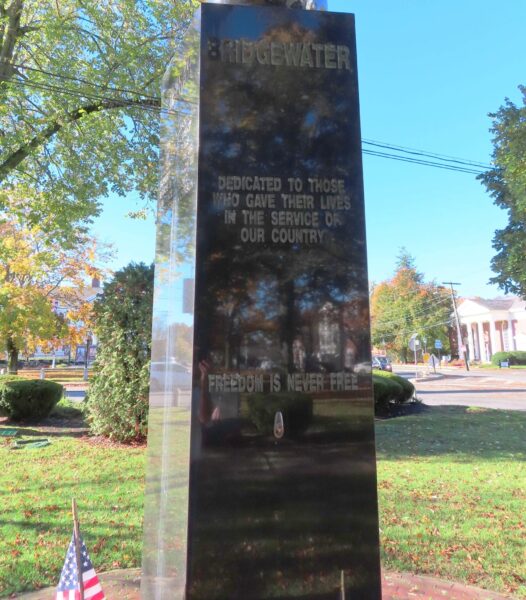 BRIDGEWATER
DEDICATED TO THOSE
WHO GAVE THEIR LIVES
IN THE SERVICE OF
OUR COUNTRY
FREEDOM IS NEVER FREE